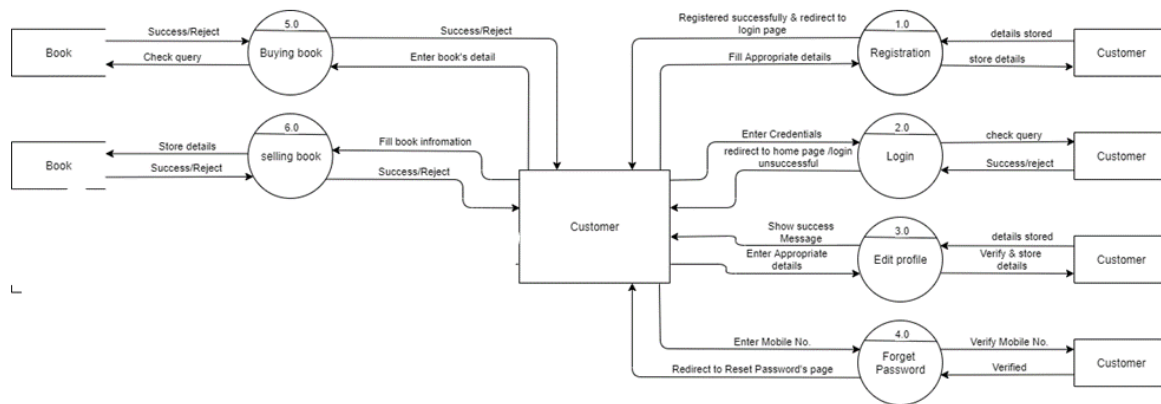 Book
Success/Reject
Check query
5.0
Buying book
Success/Reject
Enter book's detail
Book
Store details
Success/Reject
6.0
selling book
Fill book infromation
Success/Reject
Customer
Registered successfully & redirect to
login page
Fill Appropriate details
1.0
Registration
details stored
store details
Customer
Enter Credentials
redirect to home page /login
unsuccessful
2.0
Login
check query
Success/reject
Customer
Show success
Message
Enter Appropriate
details
3.0
Edit profile
details stored
Verify & store
details
Customer
Enter Mobile No.
Redirect to Reset Password's page
4.0
Forget
Password
Verify Mobile No.
Verified
Customer